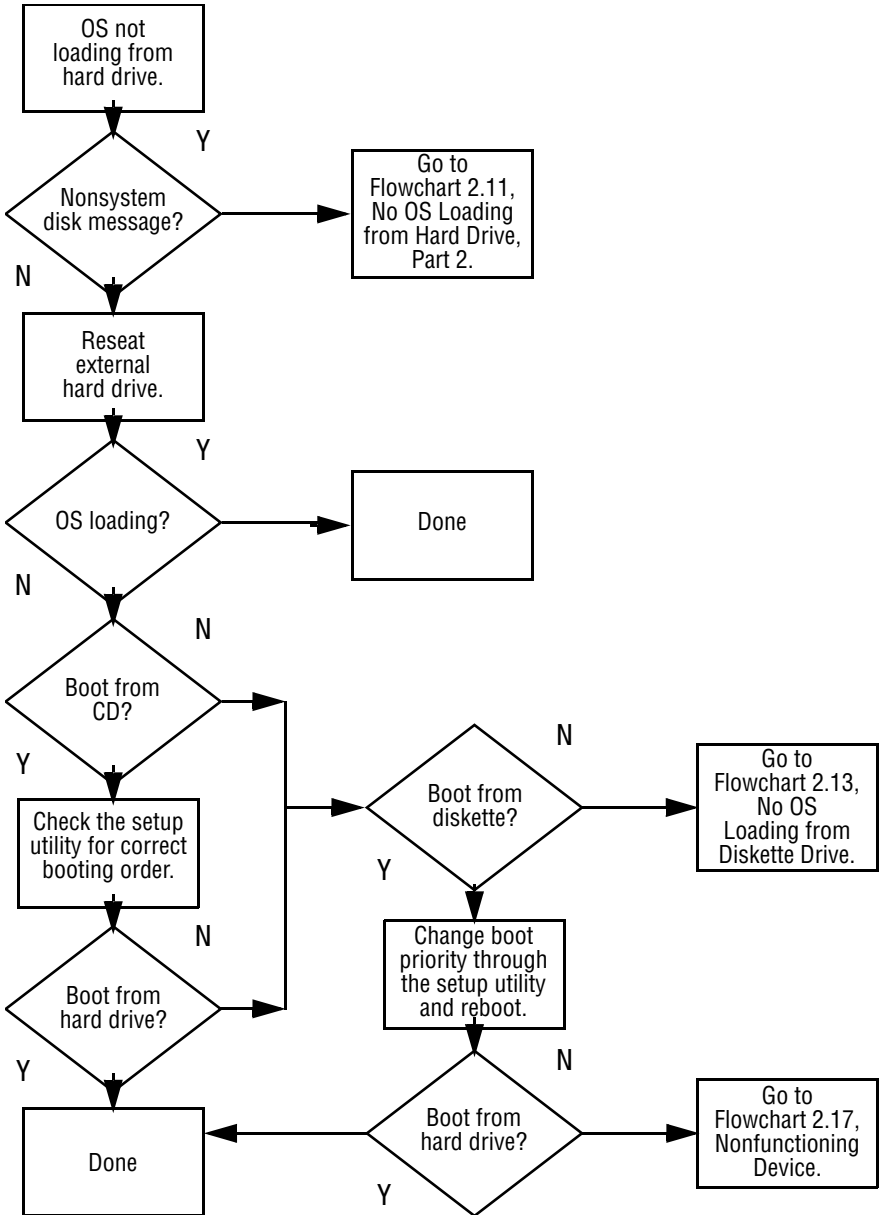 OS not
loading from
hard drive.
Y
Nonsystem
disk message?
Go to
Flowchart 2.11,
No OS Loading
from Hard Drive,
Part 2.
N
Reseat
external
hard drive.
Y
OS loading?
Done
N
N
Boot from
CD?
Y
Check the setup
utility for correct
booting order.
N
Boot from
hard drive?
Y
Done
N
Boot from
diskette?
Go to
Flowchart 2.13,
No OS
Loading from
Diskette Drive.
Y
Change boot
priority through
the setup utility
and reboot.
N
Boot from
hard drive?
Go to
Flowchart 2.17,
Nonfunctioning
Device.
Y